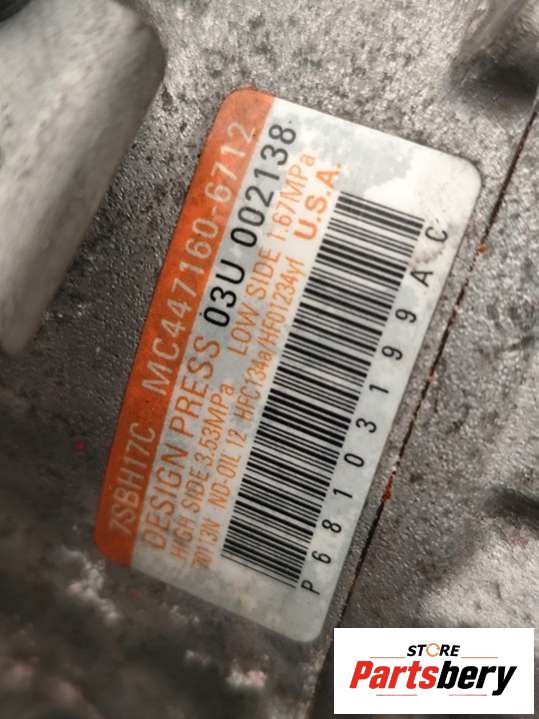 7SBH17C MC447160-6712
DESIGN PRESS 03U 002138
HIGH SIDE 3.53MPa LOW SIDE 1.67MPa
70113N ND-OIL 12 HFC134a/HFO1234yf U.S.A.
P68103199AC
STORE
Partsbery